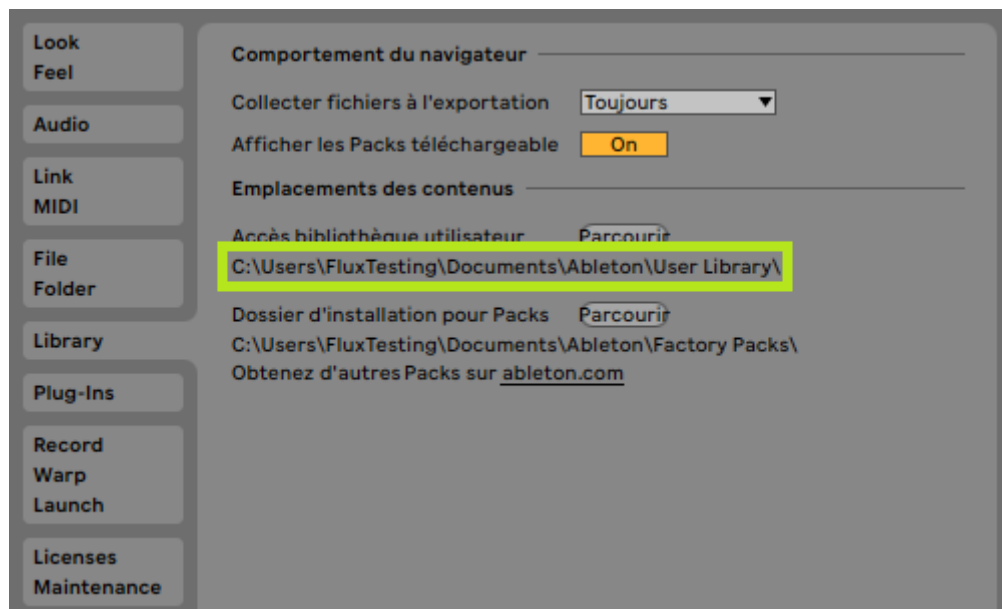 Look
Feel
Audio
Link
MIDI
File
Folder
Library
Plug-Ins
Record
Warp
Launch
Licenses
Maintenance
Comportement du navigateur
Collecter fichiers à l'exportation Toujours
Afficher les Packs téléchargeable On
Emplacements des contenus
Accès bibliothèque utilisateur Parcourir
C:\Users\FluxTesting\Documents\Ableton\User Library\
Dossier d'installation pour Packs Parcourir
C:\Users\FluxTesting\Documents\Ableton\Factory Packs\
Obtenez d'autres Packs sur ableton.com